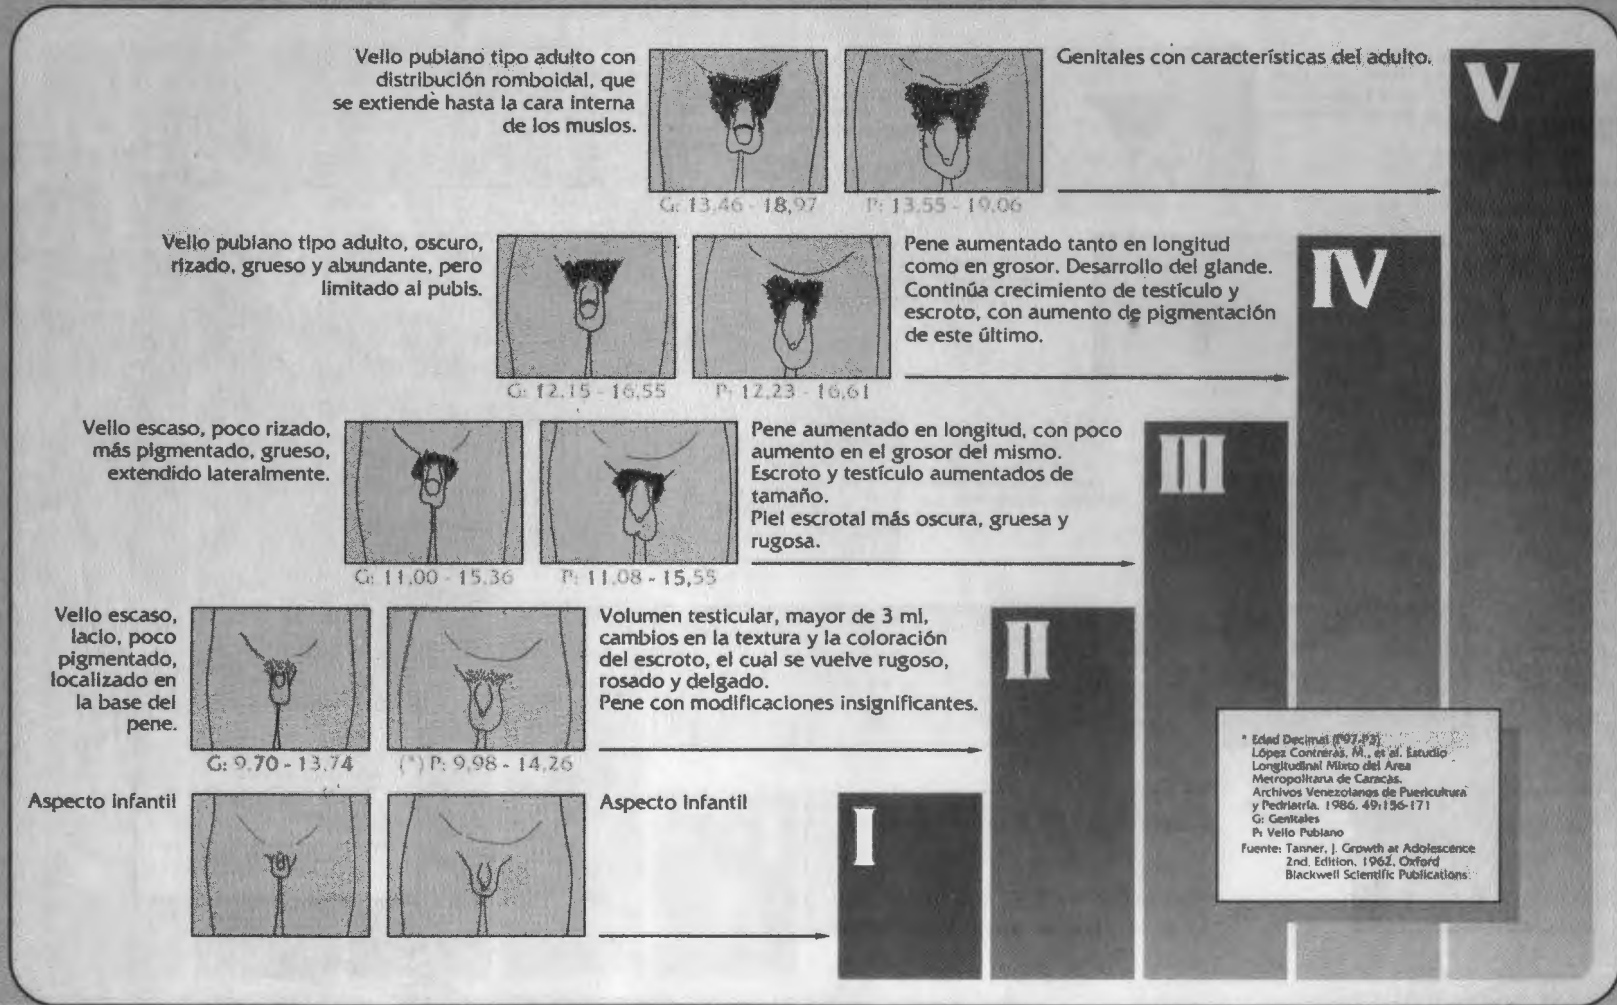 Vello pubiano tipo adulto con
distribución romboidal, que
se extiende hasta la cara interna
de los muslos.
G: 13.46 - 18,97
P: 13.55 - 19.06
Genitales con características del adulto.
V
Vello pubiano tipo adulto, oscuro,
rizado, grueso y abundante, pero
limitado al pubis.
G: 12.15 - 16,55
P: 12,23 - 16,61
Pene aumentado tanto en longitud
como en grosor. Desarrollo del glande.
Continúa crecimiento de testículo y
escroto, con aumento de pigmentación
de este último.
IV
Vello escaso, poco rizado,
más pigmentado, grueso,
extendido lateralmente.
G: 11.00 - 15.36
P: 11.08 - 15,55
Pene aumentado en longitud, con poco
aumento en el grosor del mismo.
Escroto y testículo aumentados de
tamaño.
Piel escrotal más oscura, gruesa y
rugosa.
III
Vello escaso,
lacio, poco
pigmentado,
localizado en
la base del
pene.
G: 9.70 - 13.74
(*) P: 9,98 - 14,26
Volumen testicular, mayor de 3 ml,
cambios en la textura y la coloración
del escroto, el cual se vuelve rugoso,
rosado y delgado.
Pene con modificaciones insignificantes.
II
Aspecto infantil
Aspecto infantil
I
* Edad Decimal (P97-P3)
López Contreras, M., et al. Estudio
Longitudinal Mixto del Area
Metropolitana de Caracas.
Archivos Venezolanos de Puericultura
y Pedriatría. 1986. 49:156-171
G: Genitales
P: Vello Pubiano
Fuente: Tanner, J. Growth at Adolescence
2nd. Edition. 1962. Oxford
Blackwell Scientific Publications